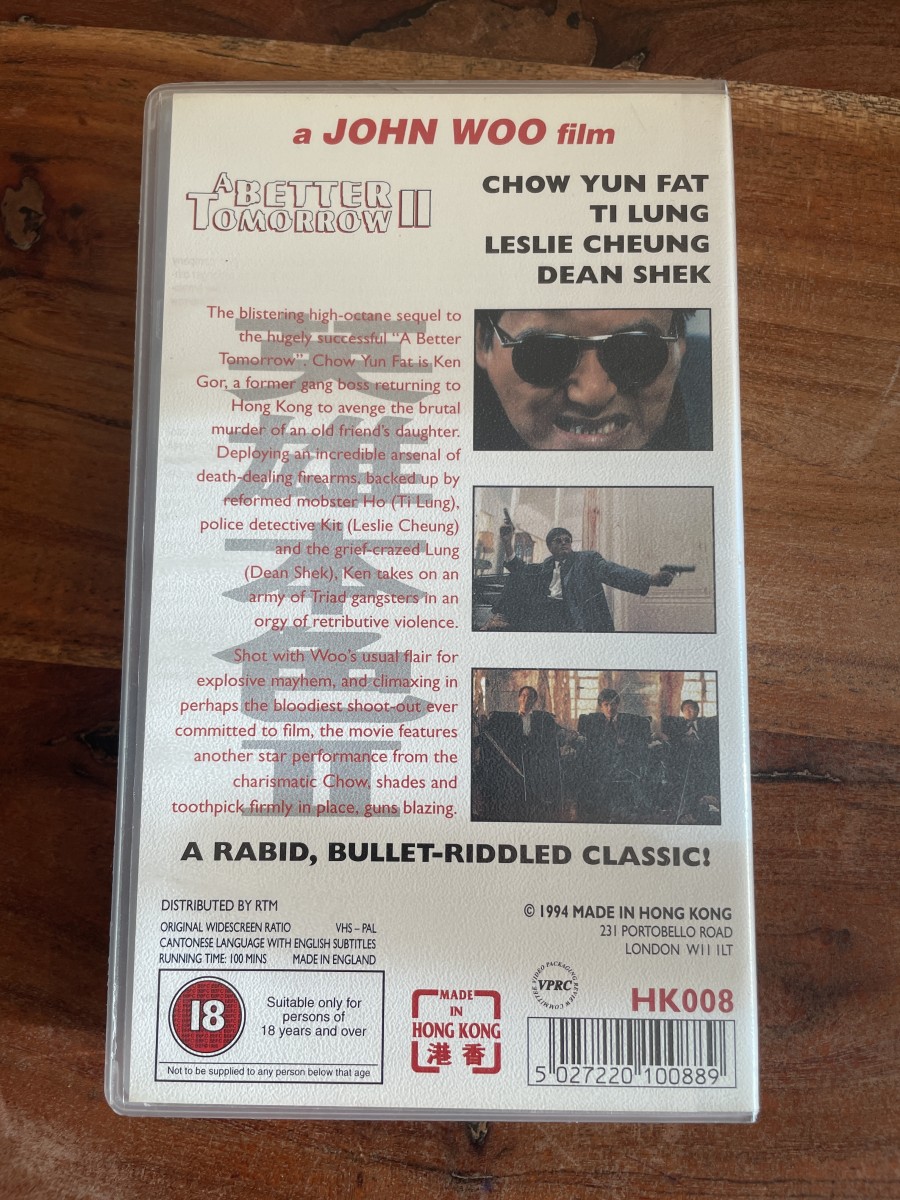 a JOHN WOO film
A BETTER
TOMORROW II
CHOW YUN FAT
TI LUNG
LESLIE CHEUNG
DEAN SHEK
英雄本色II
The blistering high-octane sequel to
the hugely successful "A Better
Tomorrow". Chow Yun Fat is Ken
Gor, a former gang boss returning to
Hong Kong to avenge the brutal
murder of an old friend's daughter.
Deploying an incredible arsenal of
death-dealing firearms, backed up by
reformed mobster Ho (Ti Lung),
police detective Kit (Leslie Cheung)
and the grief-crazed Lung
(Dean Shek), Ken takes on an
army of Triad gangsters in an
orgy of retributive violence.
Shot with Woo's usual flair for
explosive mayhem, and climaxing in
perhaps the bloodiest shoot-out ever
committed to film, the movie features
another star performance from the
charismatic Chow, shades and
toothpick firmly in place, guns blazing.
A RABID, BULLET-RIDDLED CLASSIC!
DISTRIBUTED BY RTM
ORIGINAL WIDESCREEN RATIO VHS – PAL
CANTONESE LANGUAGE WITH ENGLISH SUBTITLES
RUNNING TIME: 100 MINS MADE IN ENGLAND
© 1994 MADE IN HONG KONG
231 PORTOBELLO ROAD
LONDON W11 1LT
18
Suitable only for
persons of
18 years and over
Not to be supplied to any person below that age
MADE
IN
HONG KONG
港香
VIDEO PACKAGING REVIEW COMMITTEE
VPRC
HK008
5 027220 100889